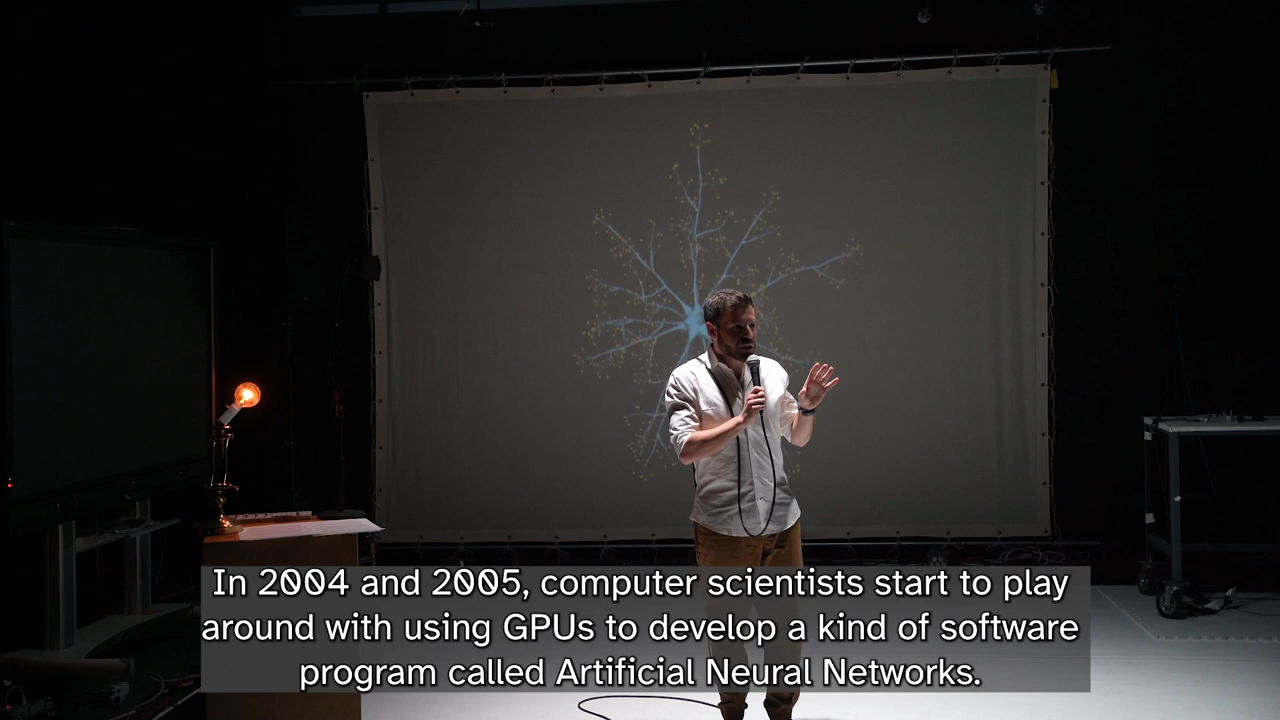 In 2004 and 2005, computer scientists start to play
around with using GPUs to develop a kind of software
program called Artificial Neural Networks.